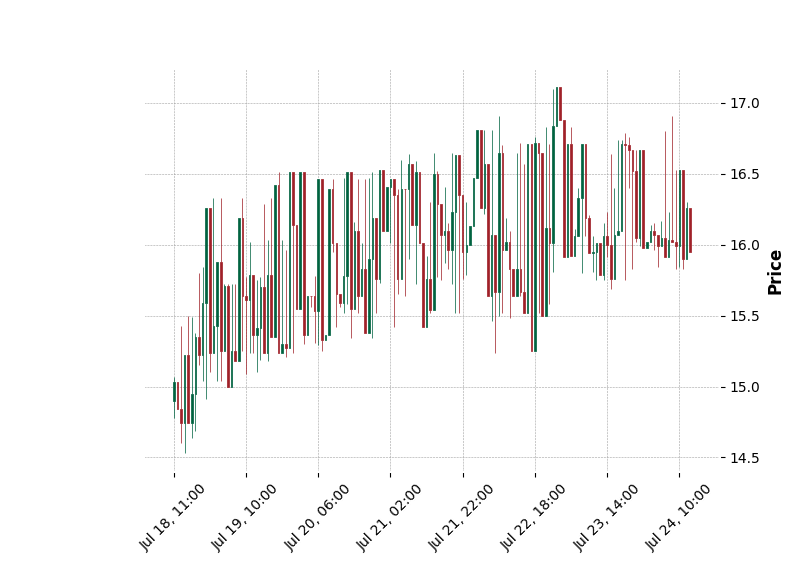 17.0
16.5
16.0
15.5
15.0
14.5
Price
Jul 18, 11:00
Jul 19, 10:00
Jul 20, 06:00
Jul 21, 02:00
Jul 21, 22:00
Jul 22, 18:00
Jul 23, 14:00
Jul 24, 10:00